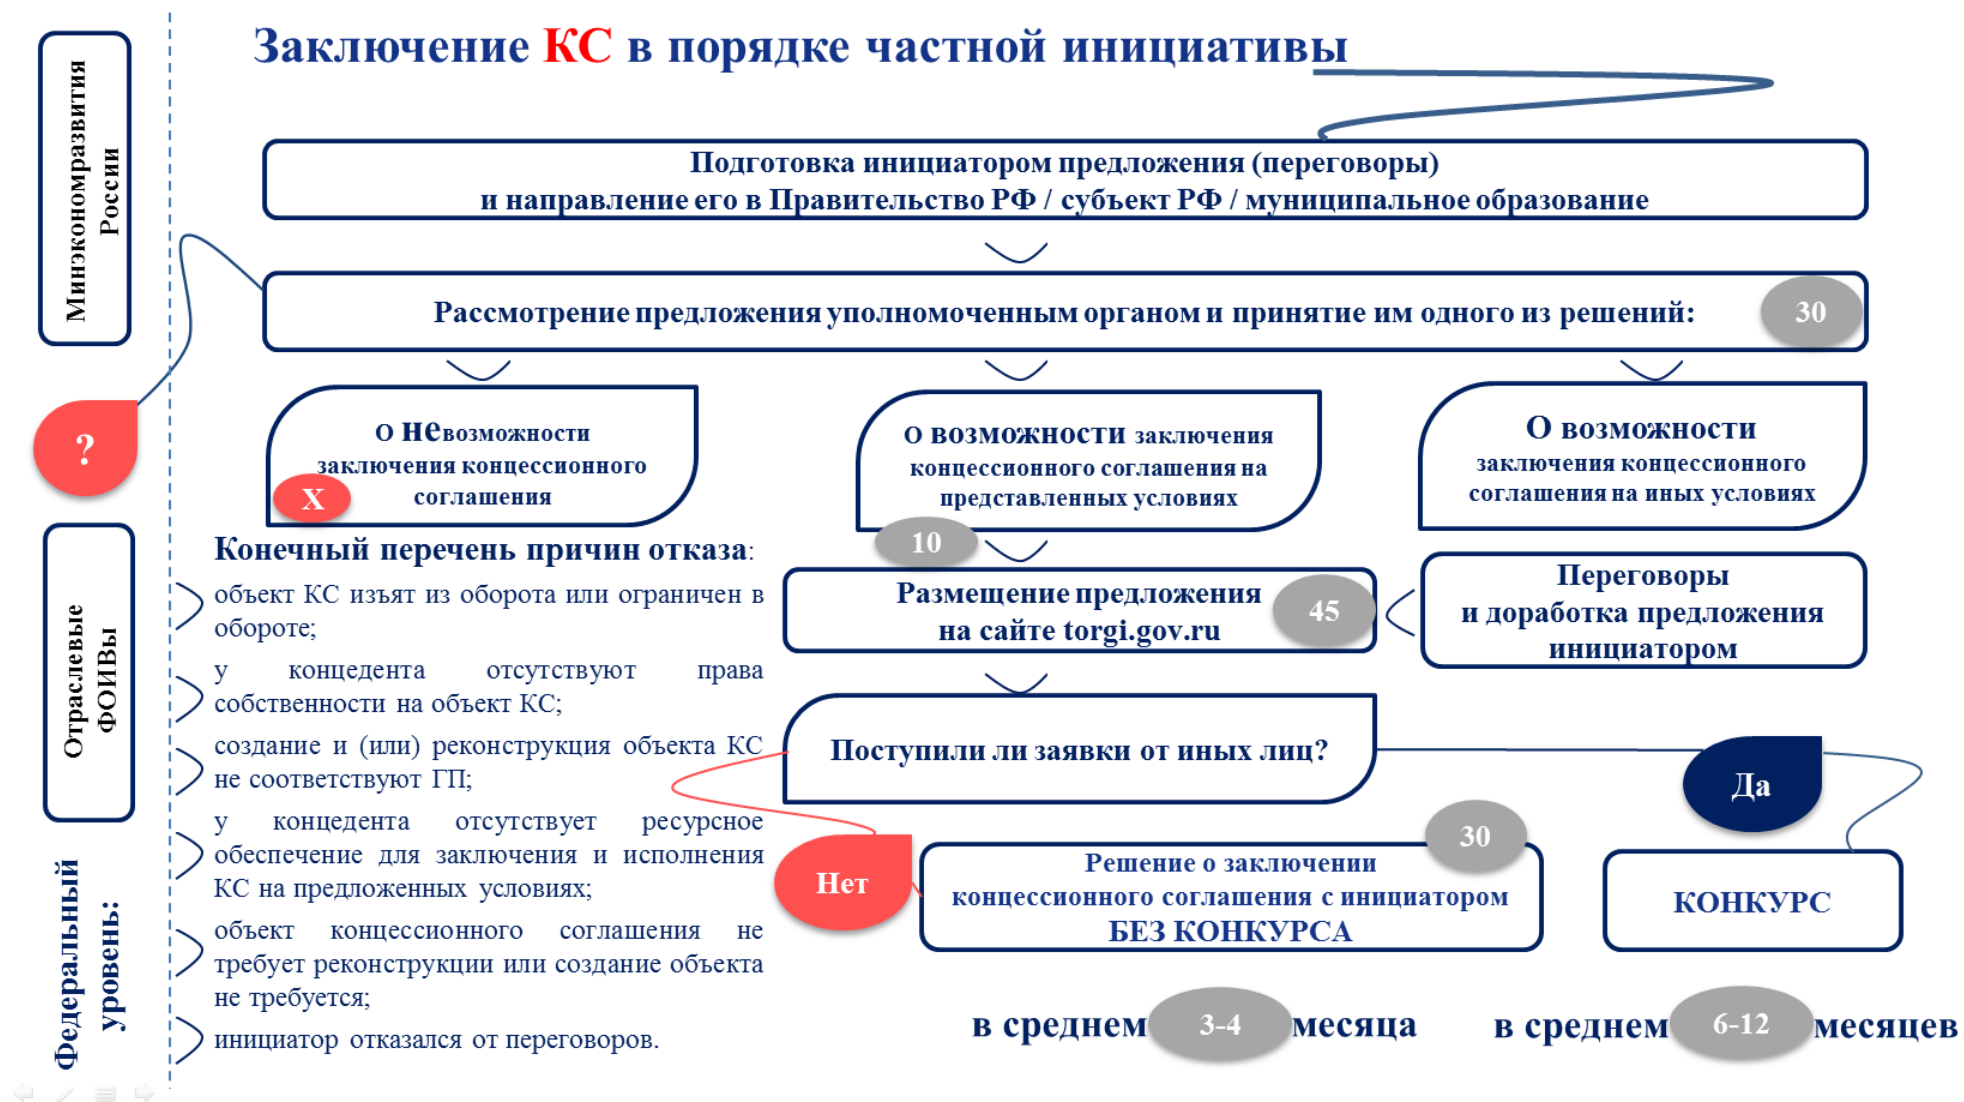 Заключение КС в порядке частной инициативы
Минэкономразвития
России
Подготовка инициатором предложения (переговоры)
и направление его в Правительство РФ / субъект РФ / муниципальное образование
Рассмотрение предложения уполномоченным органом и принятие им одного из решений:
30
?
О невозможности
заключения концессионного
соглашения
X
О возможности заключения
концессионного соглашения на
представленных условиях
10
О возможности
заключения концессионного
соглашения на иных условиях
Отраслевые
ФОИВы
Федеральный
уровень:
Конечный перечень причин отказа:
объект КС изъят из оборота или ограничен в
обороте;
у концедента отсутствуют права
собственности на объект КС;
создание и (или) реконструкция объекта КС
не соответствуют ГП;
у концедента отсутствует ресурсное
обеспечение для заключения и исполнения
КС на предложенных условиях;
объект концессионного соглашения не
требует реконструкции или создание объекта
не требуется;
инициатор отказался от переговоров.
Размещение предложения
на сайте torgi.gov.ru
45
Переговоры
и доработка предложения
инициатором
Поступили ли заявки от иных лиц?
Да
Нет
30
Решение о заключении
концессионного соглашения с инициатором
БЕЗ КОНКУРСА
КОНКУРС
в среднем 3-4 месяца
в среднем 6-12 месяцев